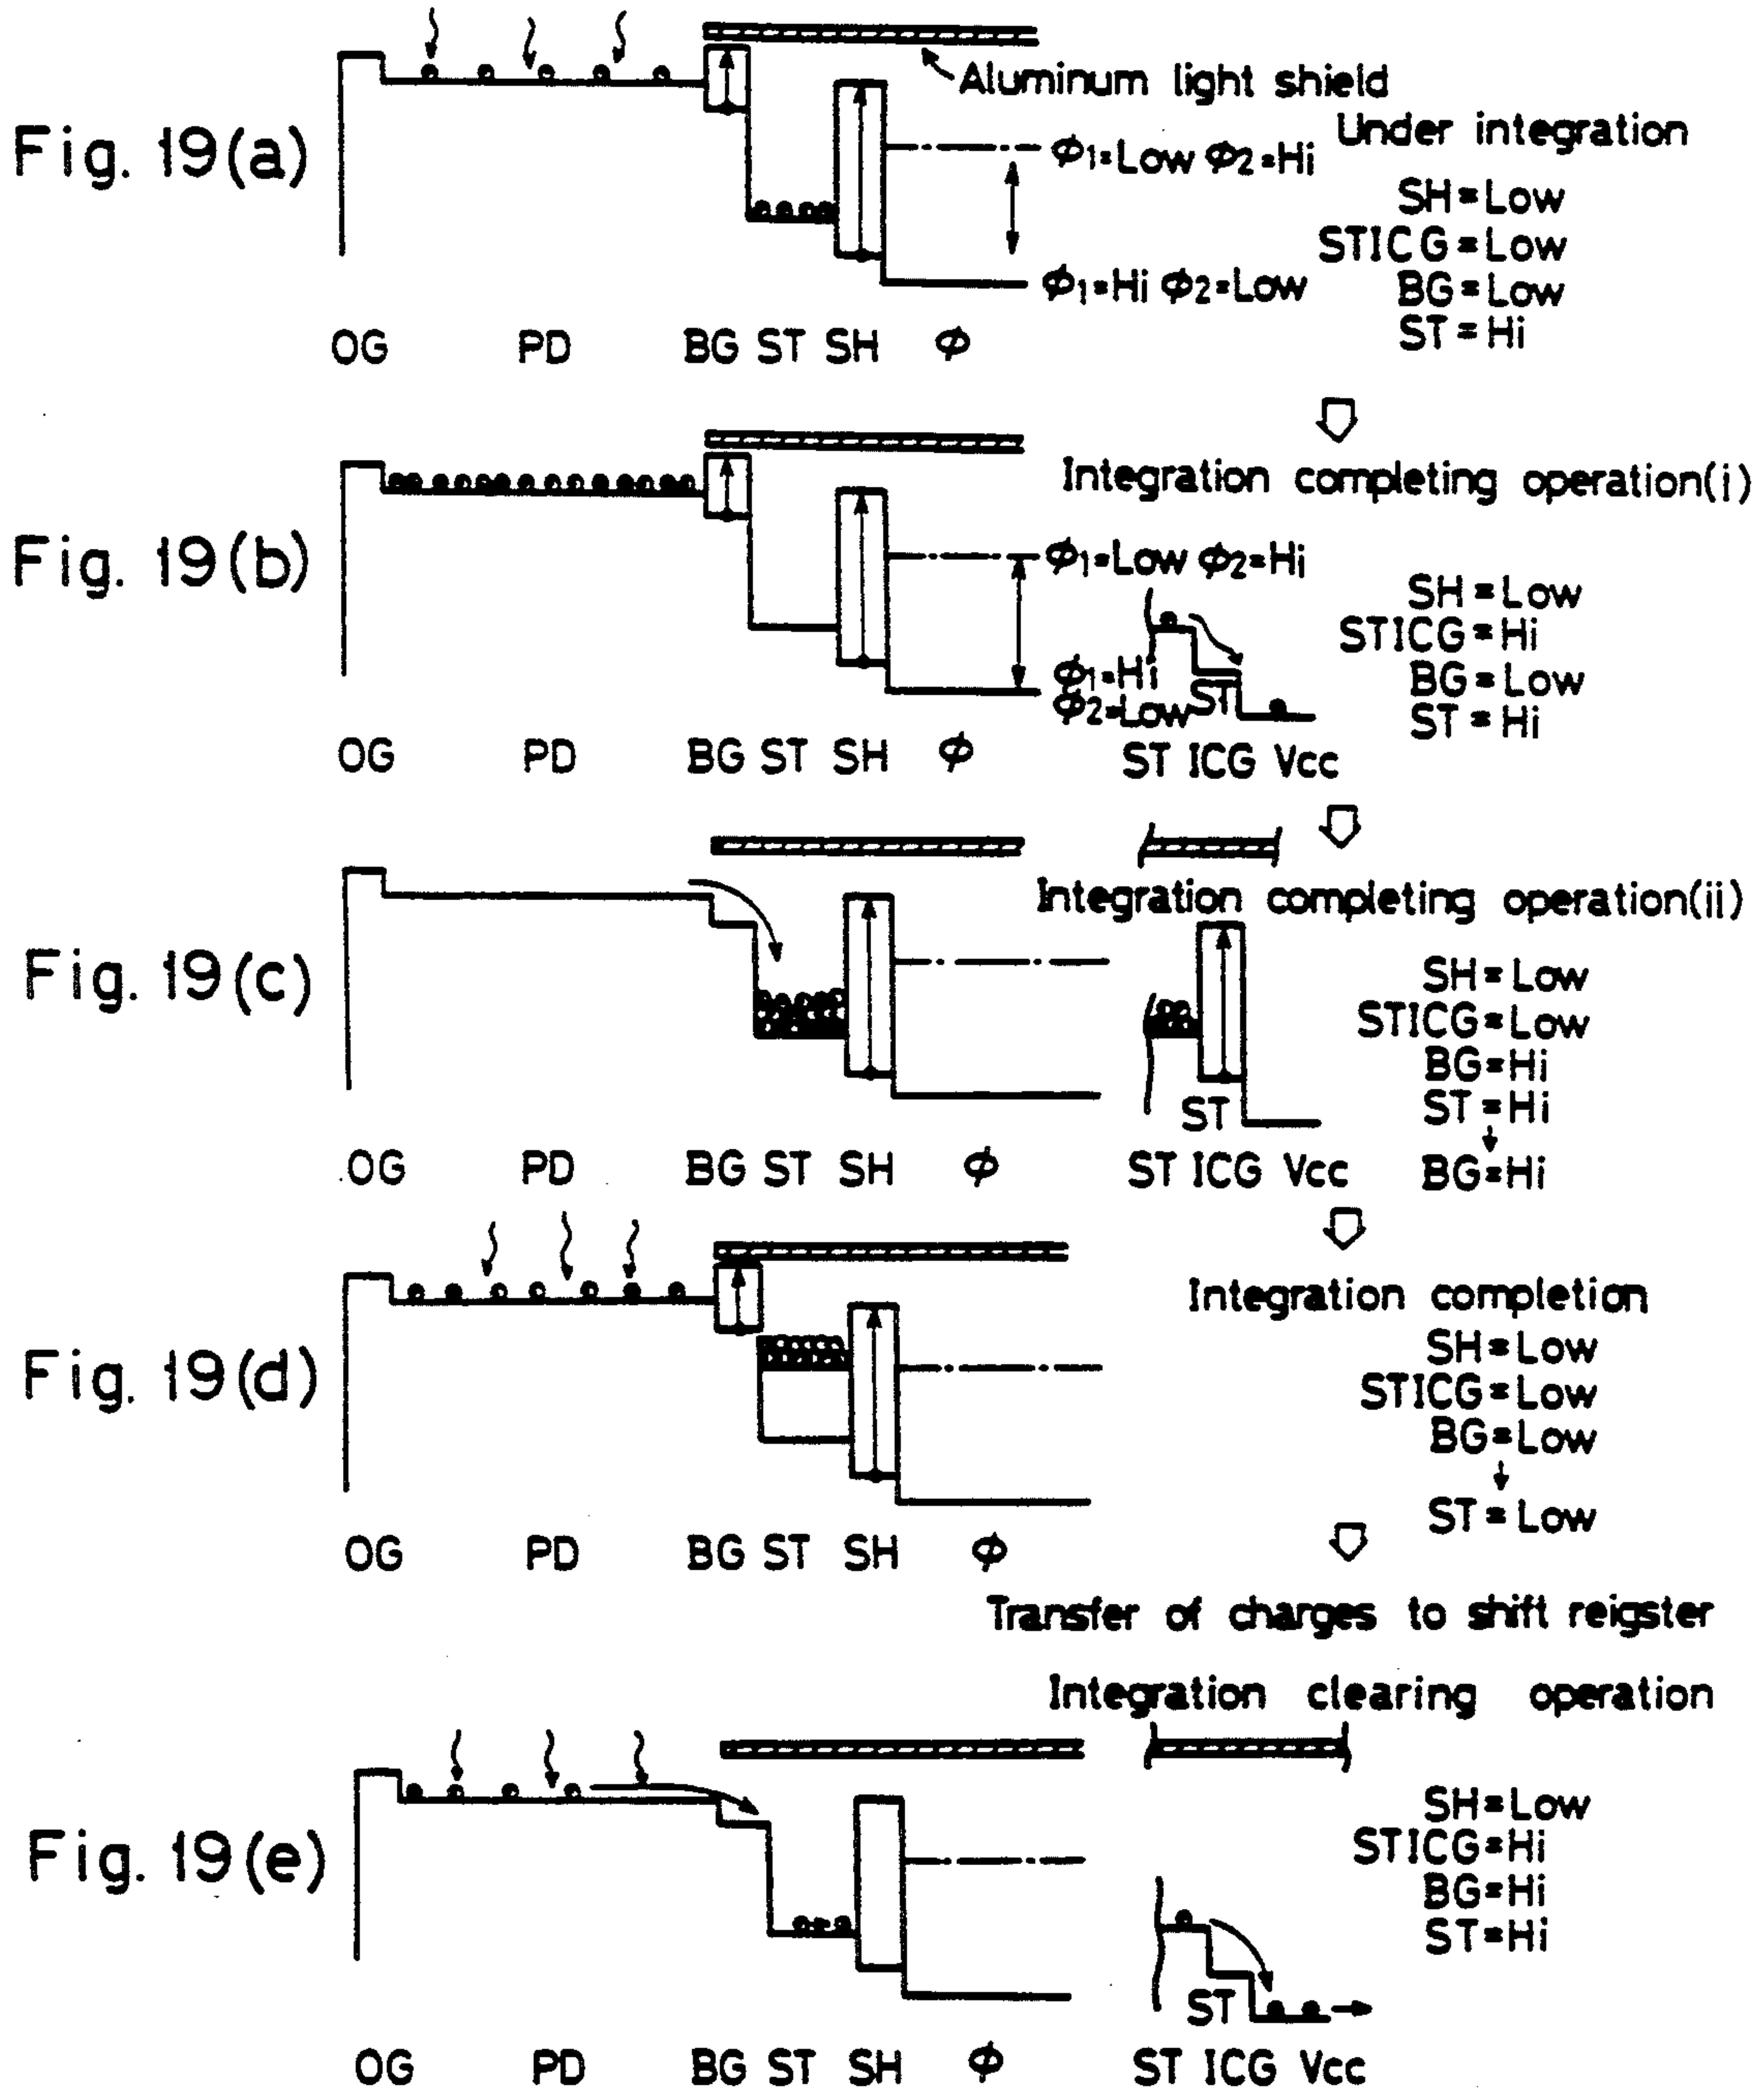 Fig. 19(a)
Aluminum light shield
Under integration
ϕ1=Low ϕ2=Hi
ϕ1=Hi ϕ2=Low
SH=Low
STICG=Low
BG=Low
ST=Hi
OG PD BG ST SH ϕ
Fig. 19(b)
Integration completing operation(i)
ϕ1=Low ϕ2=Hi
ϕ1=Hi
ϕ2=Low
ST
SH=Low
STICG=Hi
BG=Low
ST=Hi
OG PD BG ST SH ϕ ST ICG Vcc
Fig. 19(c)
Integration completing operation(ii)
SH=Low
STICG=Low
BG=Hi
ST=Hi
BG=Hi
ST
OG PD BG ST SH ϕ ST ICG Vcc
Fig. 19(d)
Integration completion
SH=Low
STICG=Low
BG=Low
ST=Low
OG PD BG ST SH ϕ
Transfer of charges to shift reigster
Integration clearing operation
Fig. 19(e)
SH=Low
STICG=Hi
BG=Hi
ST=Hi
ST
OG PD BG ST SH ϕ ST ICG Vcc